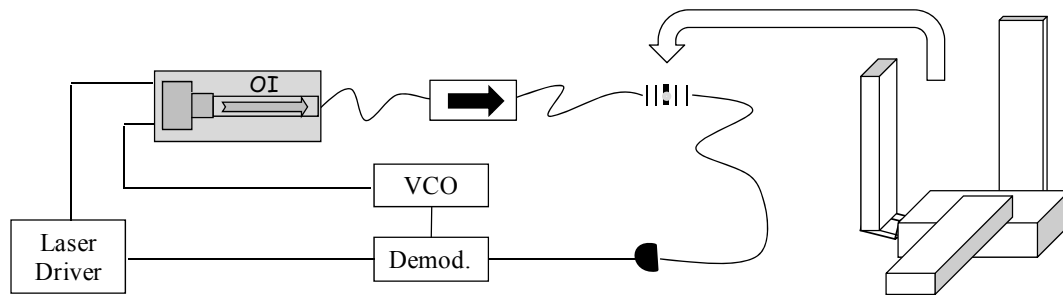 OI
VCO
Laser
Driver
Demod.